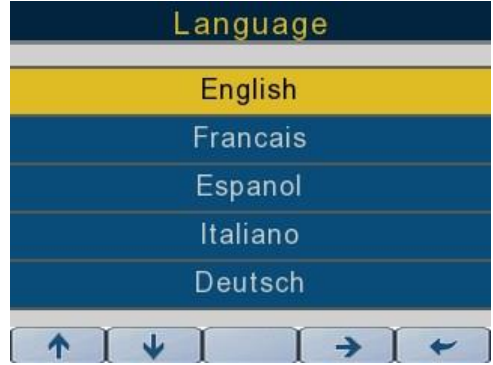 Language
English
Francais
Espanol
Italiano
Deutsch